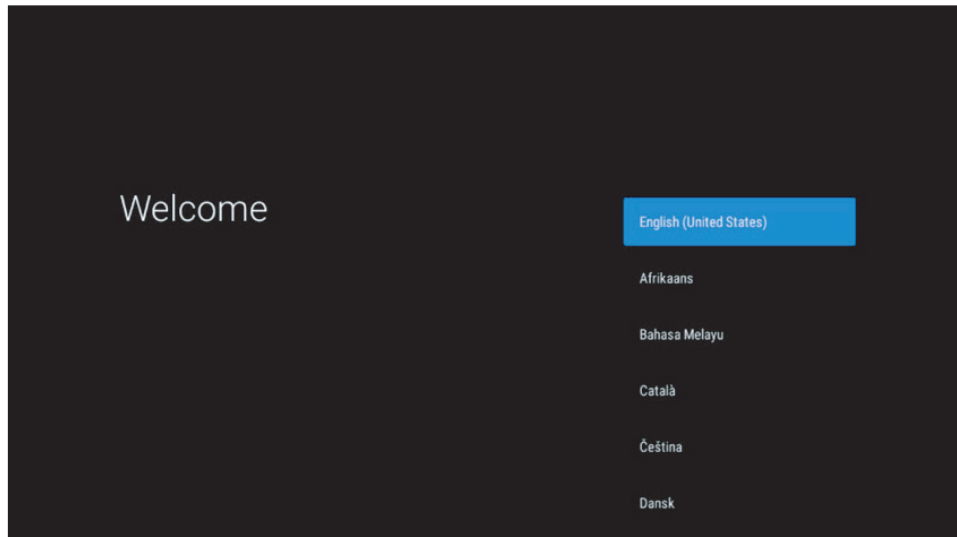 Welcome
English (United States)
Afrikaans
Bahasa Melayu
Català
Čeština
Dansk